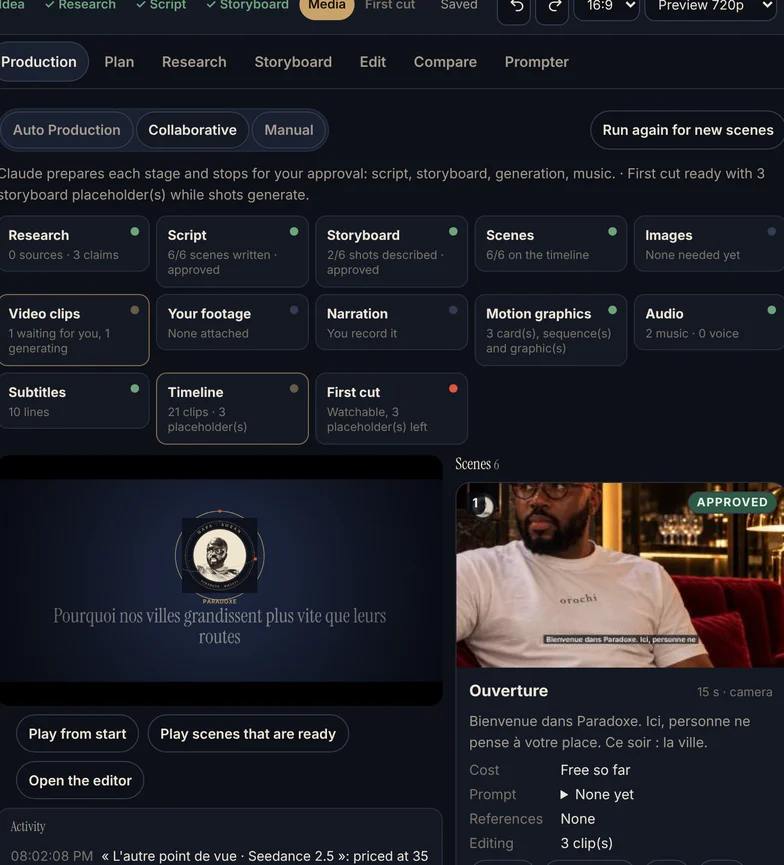 dea ✓ Research ✓ Script ✓ Storyboard Media First cut Saved 16:9 Preview 720p
Production Plan Research Storyboard Edit Compare Prompter
Auto Production Collaborative Manual Run again for new scenes
Claude prepares each stage and stops for your approval: script, storyboard, generation, music. · First cut ready with 3
storyboard placeholder(s) while shots generate.
Research
0 sources · 3 claims
Script
6/6 scenes written ·
approved
Storyboard
2/6 shots described ·
approved
Scenes
6/6 on the timeline
Images
None needed yet
Video clips
1 waiting for you, 1
generating
Your footage
None attached
Narration
You record it
Motion graphics
3 card(s), sequence(s)
and graphic(s)
Audio
2 music · 0 voice
Subtitles
10 lines
Timeline
21 clips · 3
placeholder(s)
First cut
Watchable, 3
placeholder(s) left
PARADOXE
Pourquoi nos villes grandissent plus vite que leurs
routes
Play from start Play scenes that are ready
Open the editor
Activity
08:02:08 PM « L'autre point de vue · Seedance 2.5 »: priced at 35
Scenes 6
1 APPROVED
orochi
Bienvenue dans Paradoxe. Ici, personne ne
Ouverture 15 s · camera
Bienvenue dans Paradoxe. Ici, personne ne
pense à votre place. Ce soir : la ville.
Cost Free so far
Prompt ▶ None yet
References None
Editing 3 clip(s)